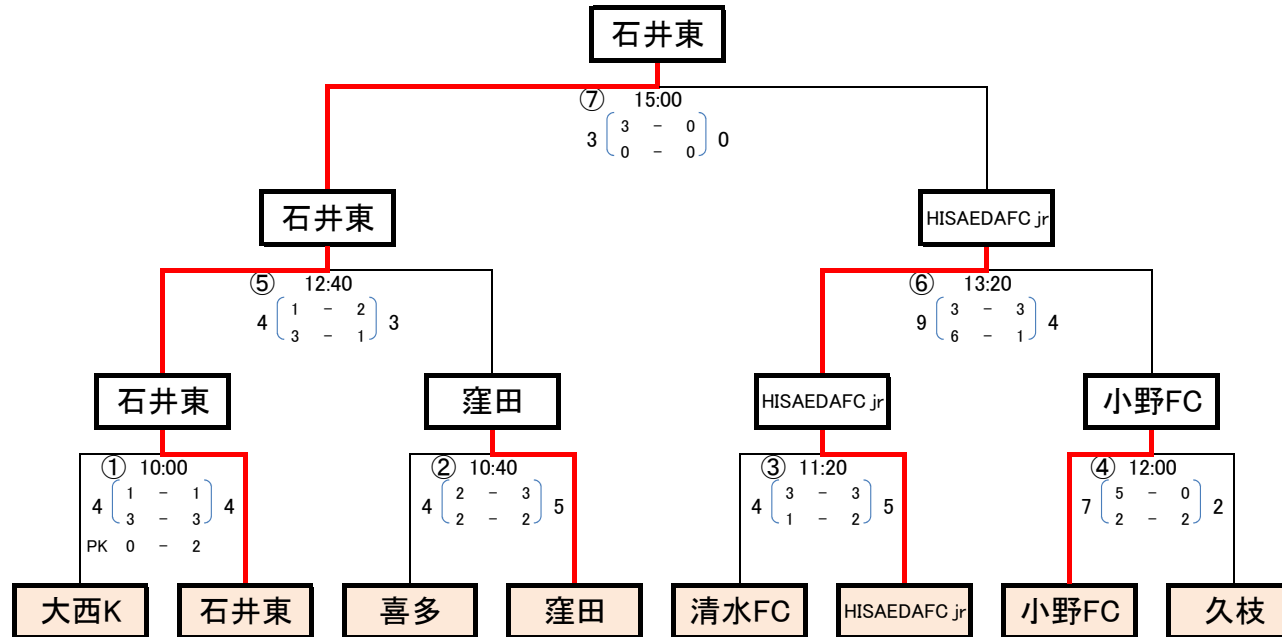 石井東
⑦ 15:00
3 3 － 0 0
0 － 0
石井東 HISAEDAFC jr
⑤ 12:40 ⑥ 13:20
4 1 － 2 3 9 3 － 3 4
3 － 1 6 － 1
石井東 窪田 HISAEDAFC jr 小野FC
① 10:00 ② 10:40 ③ 11:20 ④ 12:00
4 1 － 1 4 4 2 － 3 5 4 3 － 3 5 7 5 － 0 2
3 － 3 2 － 2 1 － 2 2 － 2
PK 0 － 2
大西K 石井東 喜多 窪田 清水FC HISAEDAFC jr 小野FC 久枝